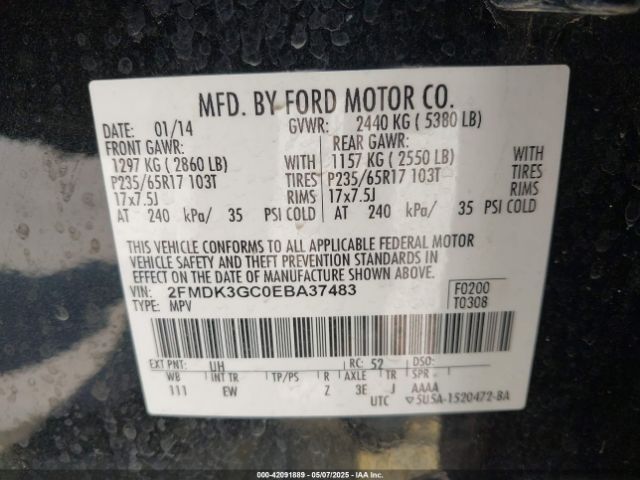 MFD. BY FORD MOTOR CO.
DATE: 01/14 GVWR: 2440 KG ( 5380 LB)
FRONT GAWR: REAR GAWR:
1297 KG ( 2860 LB) WITH 1157 KG ( 2550 LB) WITH
P235/65R17 103T TIRES P235/65R17 103T TIRES
17x7.5J RIMS 17x7.5J RIMS
AT 240 kPa/ 35 PSI COLD AT 240 kPa/ 35 PSI COLD
THIS VEHICLE CONFORMS TO ALL APPLICABLE FEDERAL MOTOR
VEHICLE SAFETY AND THEFT PREVENTION STANDARDS IN
EFFECT ON THE DATE OF MANUFACTURE SHOWN ABOVE.
VIN: 2FMDK3GC0EBA37483 F0200
TYPE: MPV T0308
EXT PNT: UH RC: 52 DSO:
WB INT TR TP/PS R AXLE TR SPR
111 EW Z 3E J AAAA
UTC ▽5U5A-1520472-BA
000-42091889 | 05/07/2025 | IAAI.COM